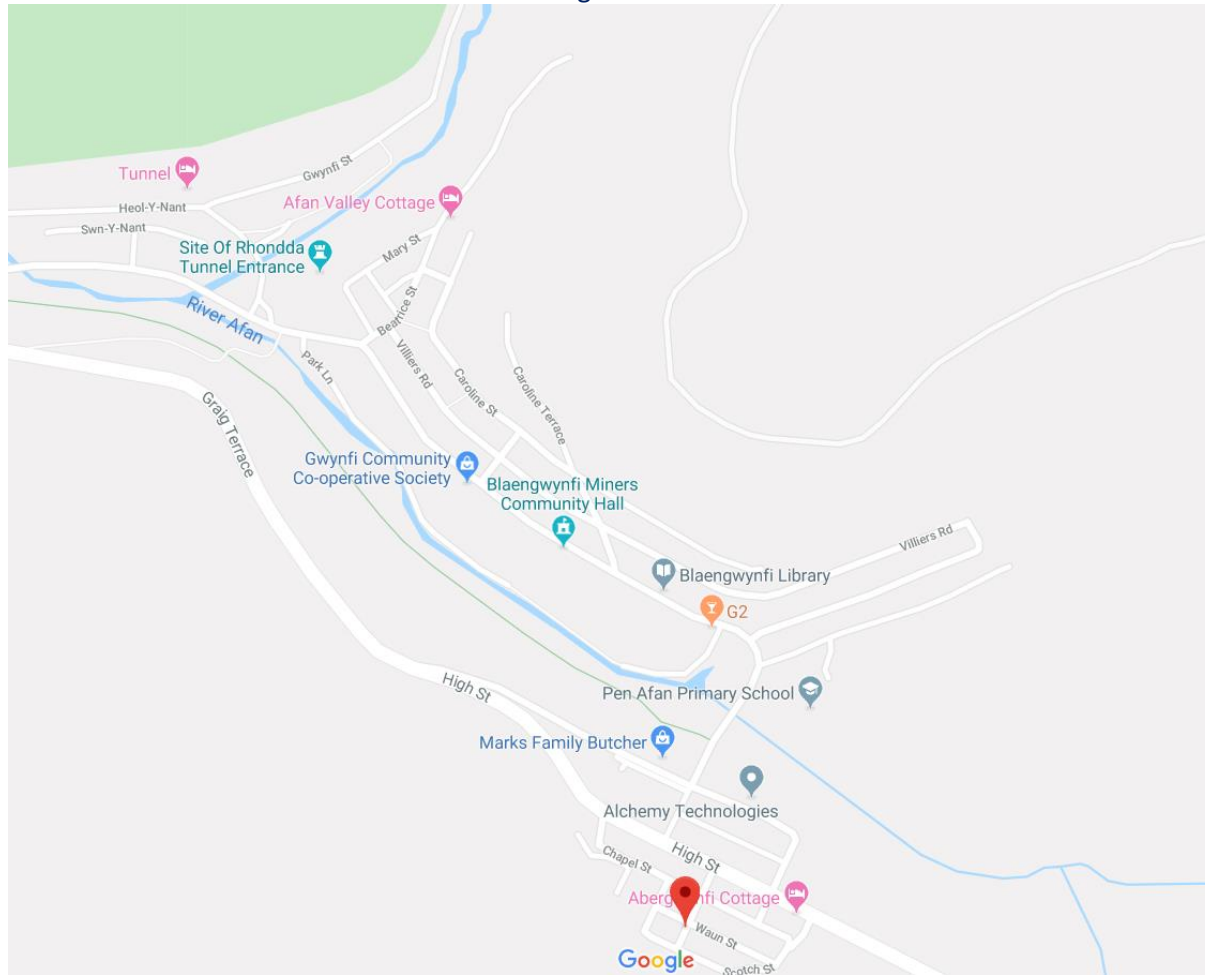 Tunnel
Gwynfi St
Heol-Y-Nant
Afan Valley Cottage
Swn-Y-Nant
Site Of Rhondda
Tunnel Entrance
Mary St
River Afan
Beatrice St
Park Ln
Villiers Rd
Caroline St
Caroline Terrace
Graig Terrace
Gwynfi Community
Co-operative Society
Blaengwynfi Miners
Community Hall
Villiers Rd
Blaengwynfi Library
G2
High St
Pen Afan Primary School
Marks Family Butcher
Alchemy Technologies
High St
Chapel St
Cottage
Waun St
Google
Scotch St